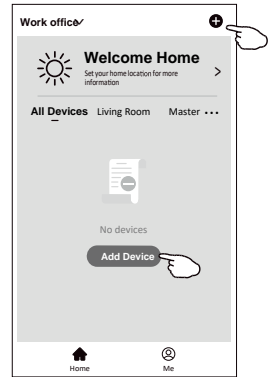 Work office
Welcome Home
Set your home location for more
information
All Devices Living Room Master
No devices
Add Device
Home Me